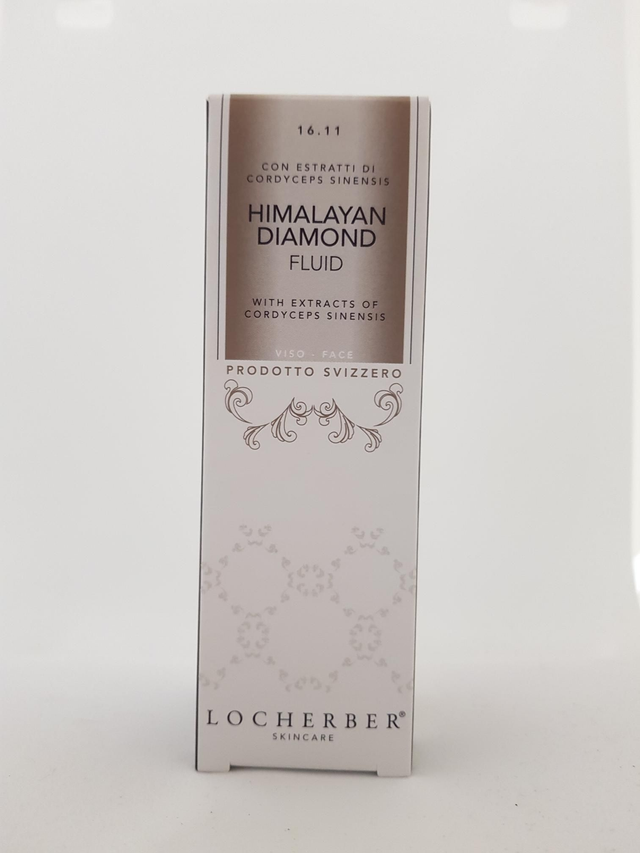 16.11
CON ESTRATTI DI
CORDYCEPS SINENSIS
HIMALAYAN
DIAMOND
FLUID
WITH EXTRACTS OF
CORDYCEPS SINENSIS
VISO - FACE
PRODOTTO SVIZZERO
LOCHERBER®
SKINCARE